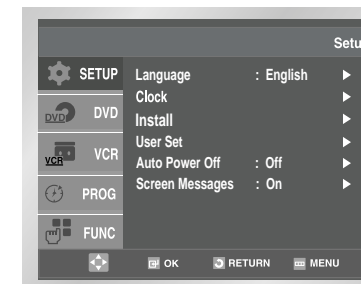 Setu
SETUP
DVD DVD
VCR VCR
PROG
FUNC
Language : English
Clock
Install
User Set
Auto Power Off : Off
Screen Messages : On
OK RETURN MENU